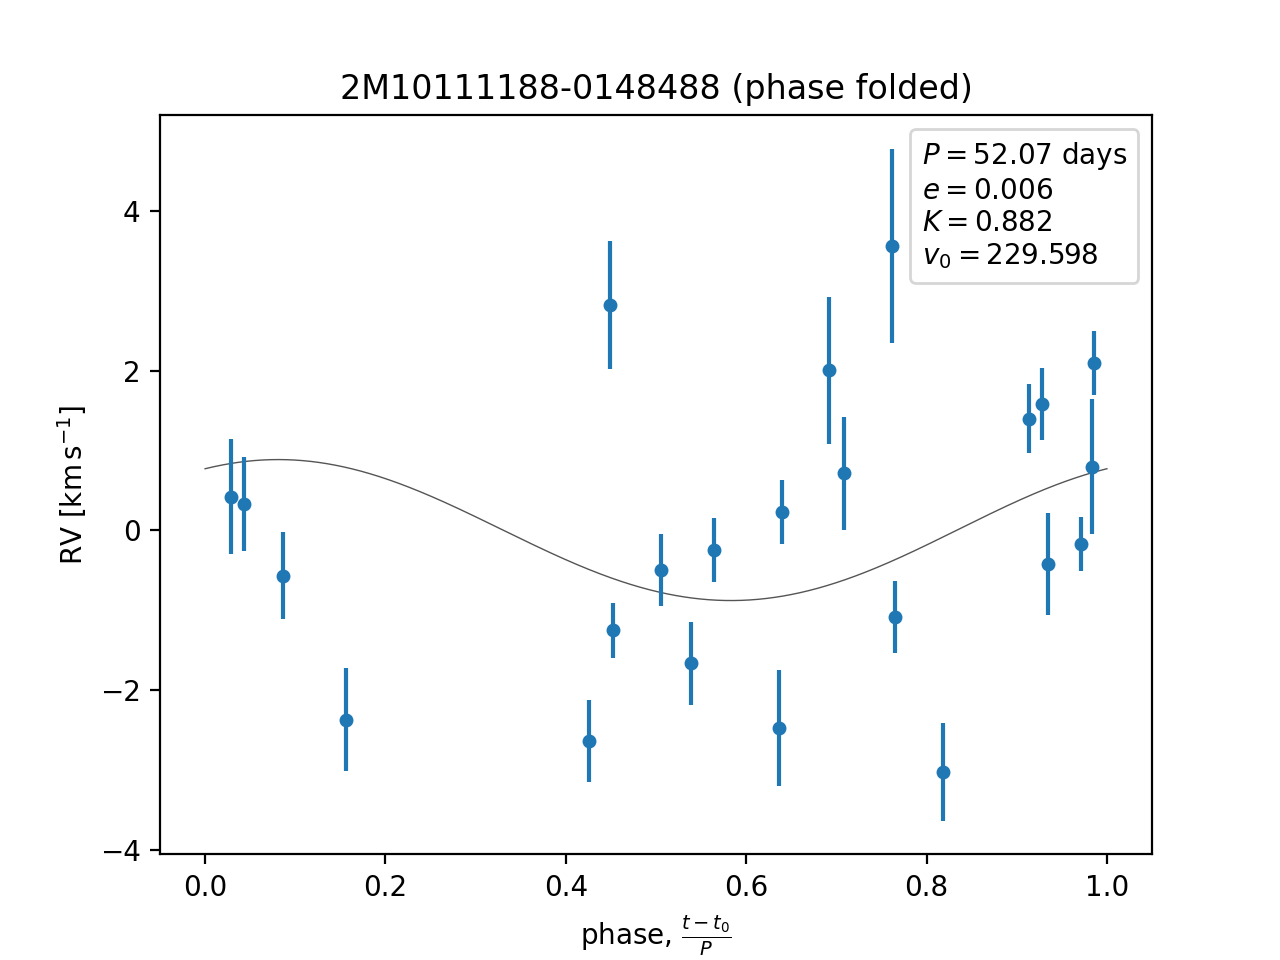 2M10111188-0148488 (phase folded)
P = 52.07 days
e = 0.006
K = 0.882
v₀ = 229.598
RV [km s⁻¹]
4
2
0
−2
−4
0.0 0.2 0.4 0.6 0.8 1.0
phase, (t − t₀)/P